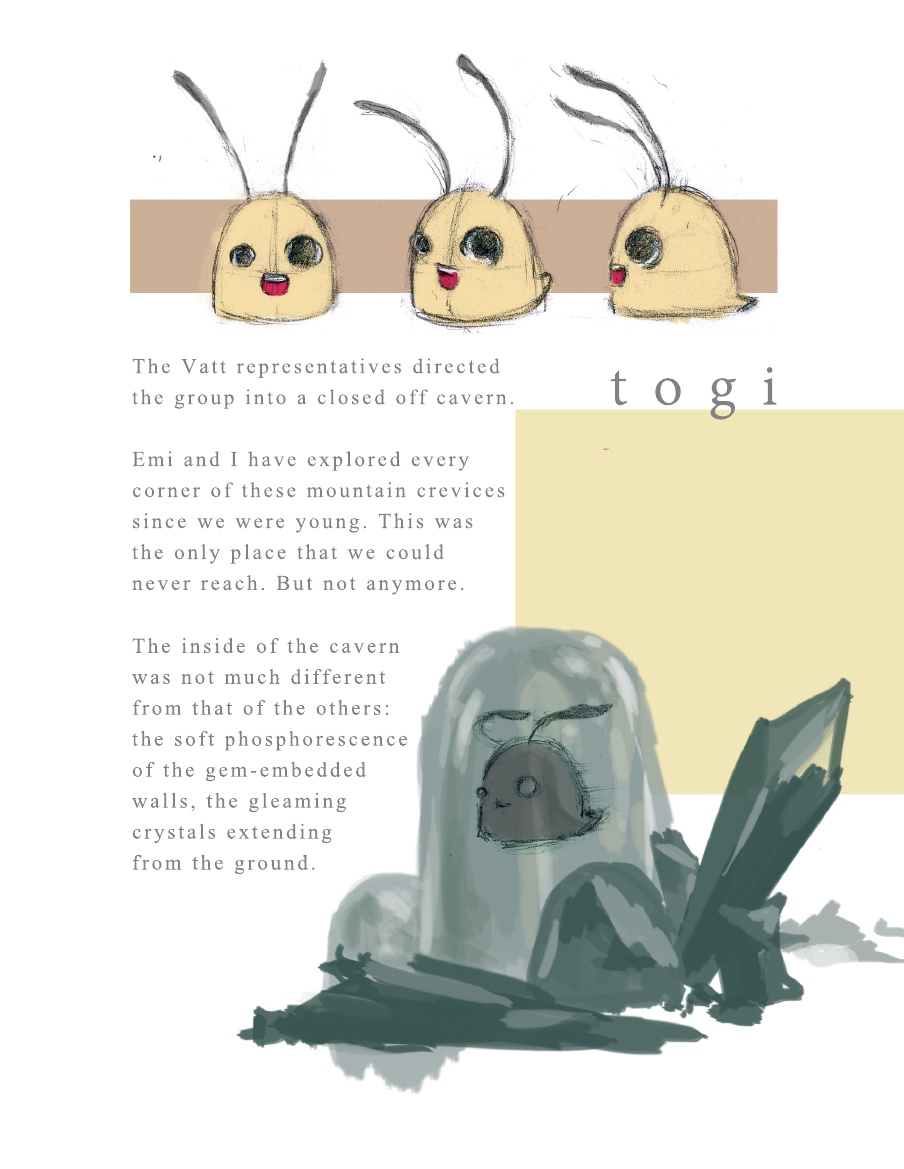 The Vatt representatives directed
the group into a closed off cavern.
togi
Emi and I have explored every
corner of these mountain crevices
since we were young. This was
the only place that we could
never reach. But not anymore.
The inside of the cavern
was not much different
from that of the others:
the soft phosphorescence
of the gem-embedded
walls, the gleaming
crystals extending
from the ground.